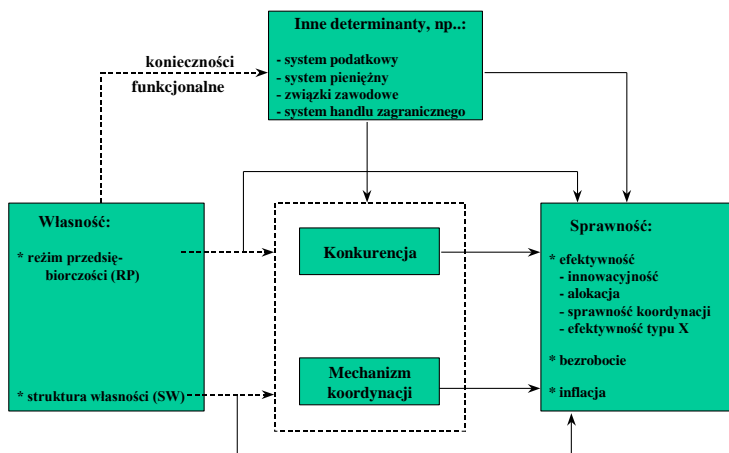 Inne determinanty, np..:
- system podatkowy
- system pieniężny
- związki zawodowe
- system handlu zagranicznego
konieczności
funkcjonalne
Własność:
* reżim przedsię-
biorczości (RP)
* struktura własności (SW)
Konkurencja
Mechanizm
koordynacji
Sprawność:
* efektywność
- innowacyjność
- alokacja
- sprawność koordynacji
- efektywność typu X
* bezrobocie
* inflacja